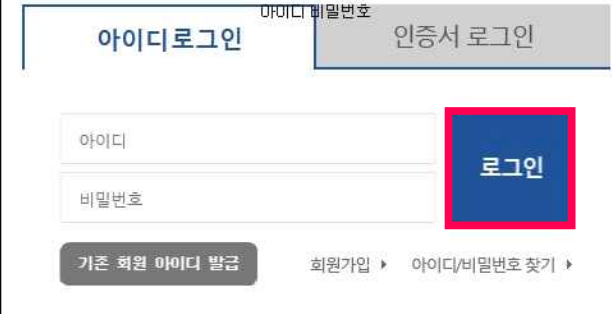 아이디 비밀번호
아이디로그인 인증서 로그인
아이디
로그인
비밀번호
기존 회원 아이디 발급 회원가입 아이디/비밀번호 찾기